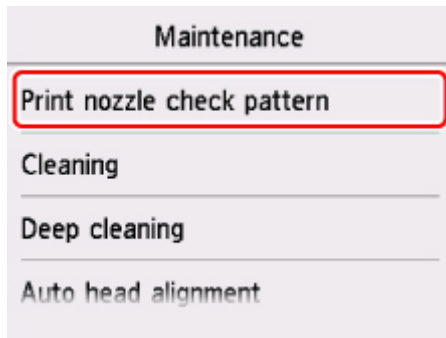 Maintenance
Print nozzle check pattern
Cleaning
Deep cleaning
Auto head alignment